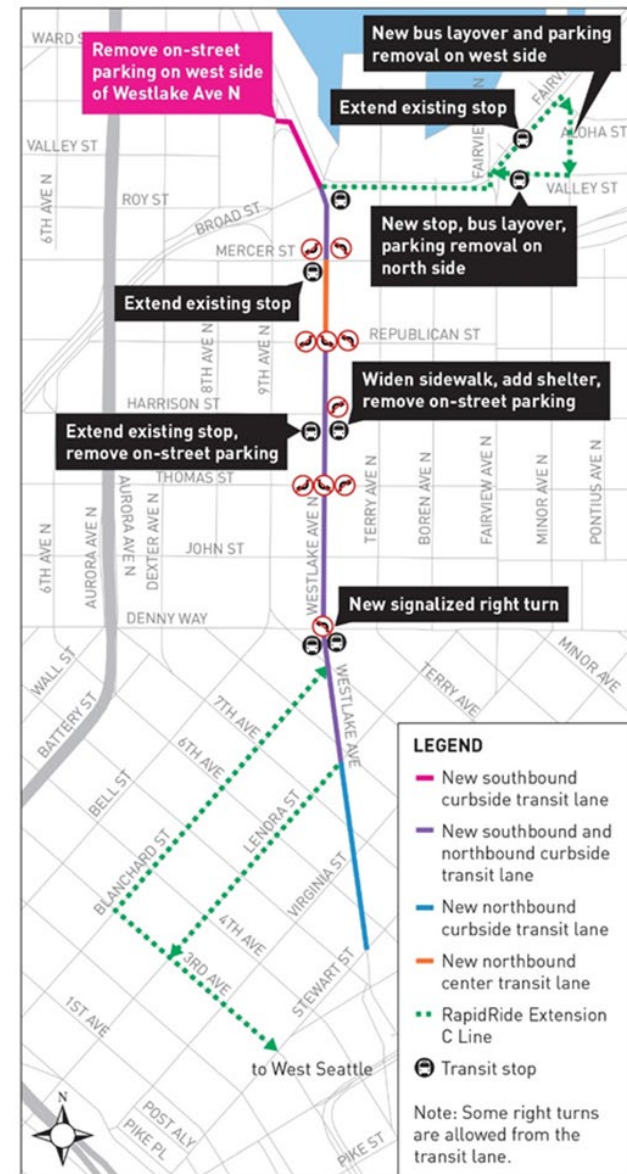 WARD S
Remove on-street
parking on west side
of Westlake Ave N
New bus layover and parking
removal on west side
Extend existing stop
FAIRVIEW
FAIRVIEW N
ALOHA ST
VALLEY ST
VALLEY ST
6TH AVE N
ROY ST
BROAD ST
New stop, bus layover,
parking removal on
north side
MERCER ST
Extend existing stop
8TH AVE N
9TH AVE N
REPUBLICAN ST
Widen sidewalk, add shelter,
remove on-street parking
HARRISON ST
Extend existing stop,
remove on-street parking
THOMAS ST
6TH AVE N
AURORA AVE N
AURORA AVE N
DEXTER AVE N
WESTLAKE AVE N
TERRY AVE N
BOREN AVE N
FAIRVIEW AVE N
MINOR AVE N
PONTIUS AVE N
JOHN ST
New signalized right turn
DENNY WAY
WALL ST
BATTERY ST
BELL ST
BLANCHARD ST
7TH AVE
6TH AVE
LENORA ST
VIRGINIA ST
WESTLAKE AVE
TERRY AVE
MINOR AVE
4TH AVE
3RD AVE
STEWART ST
1ST AVE
to West Seattle
N
POST ALY
PIKE PL
PIKE ST
LEGEND
New southbound
curbside transit lane
New southbound and
northbound curbside
transit lane
New northbound
curbside transit lane
New northbound
center transit lane
RapidRide Extension
C Line
Transit stop
Note: Some right turns
are allowed from the
transit lane.